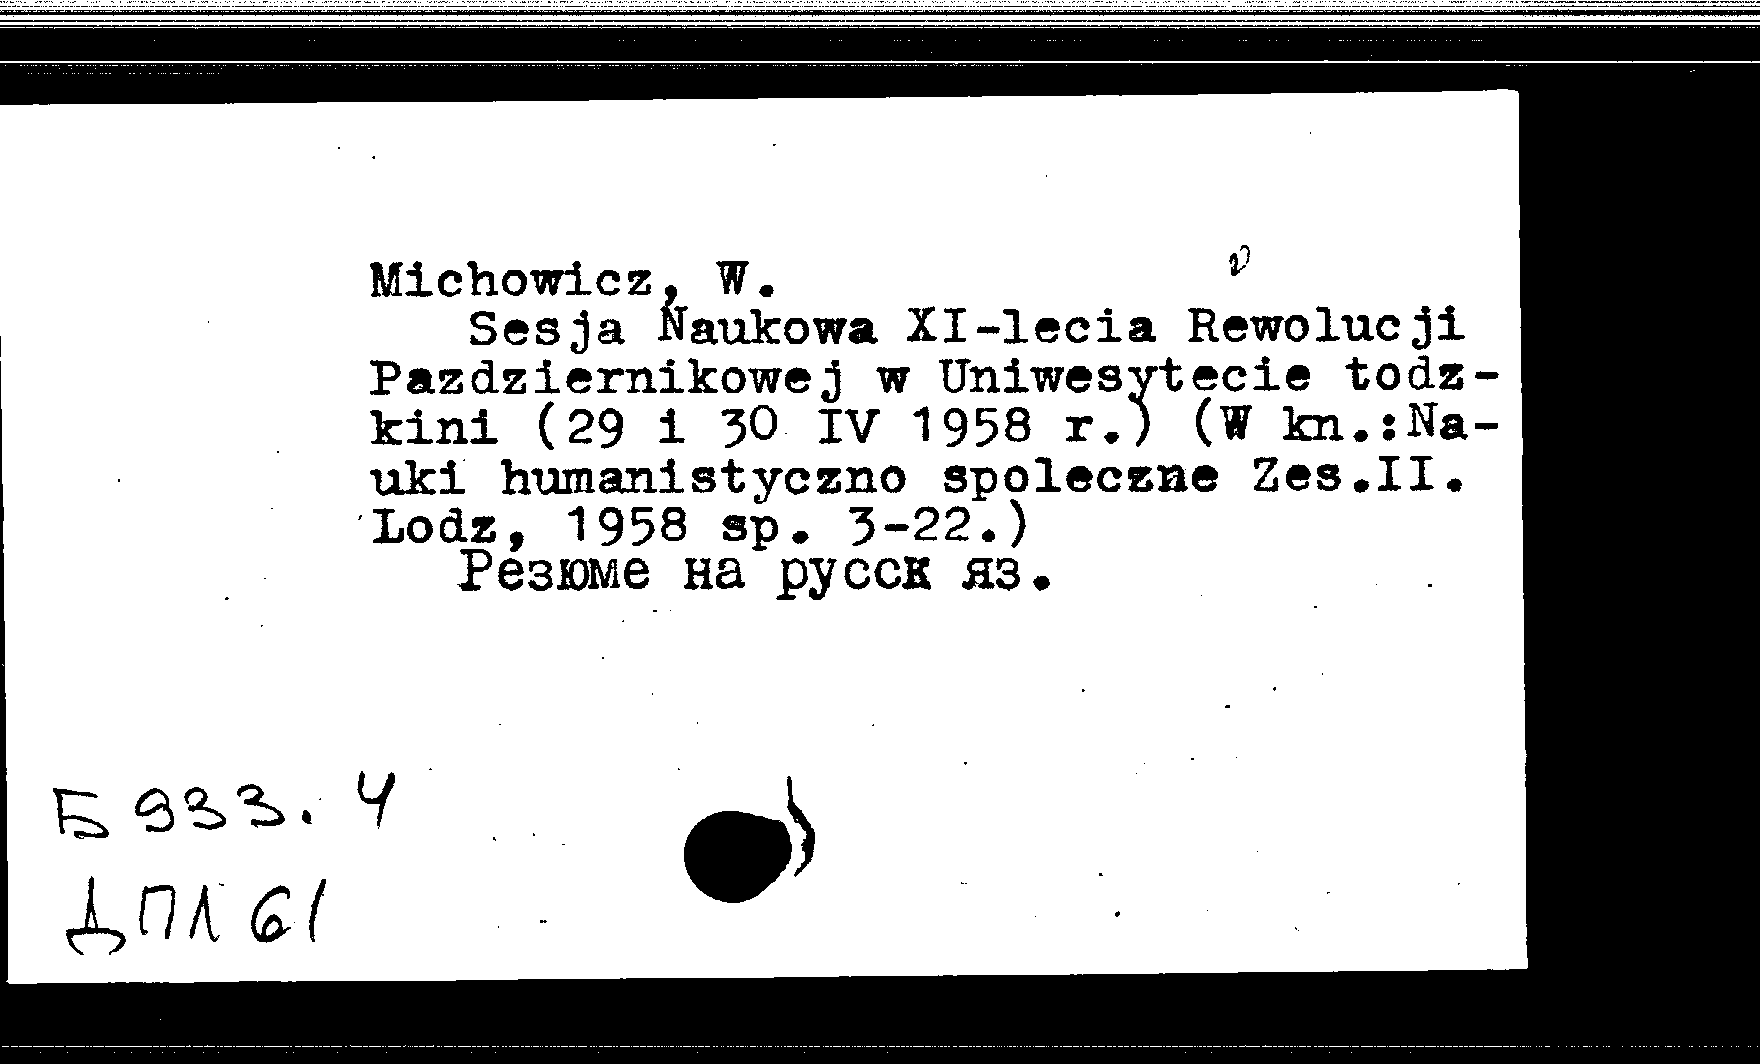 Michowicz, W.
Sesja Naukowa XI-lecia Rewolucji
Pazdziernikowej w Uniwesytecie todz-
kini (29 i 30 IV 1958 r.) (W kn.:Na-
uki humanistyczno spoleczne Zes.II.
Lodz, 1958 sp. 3-22.)
Резюме на русск яз.
Б 933. 4
ДПЛ 61